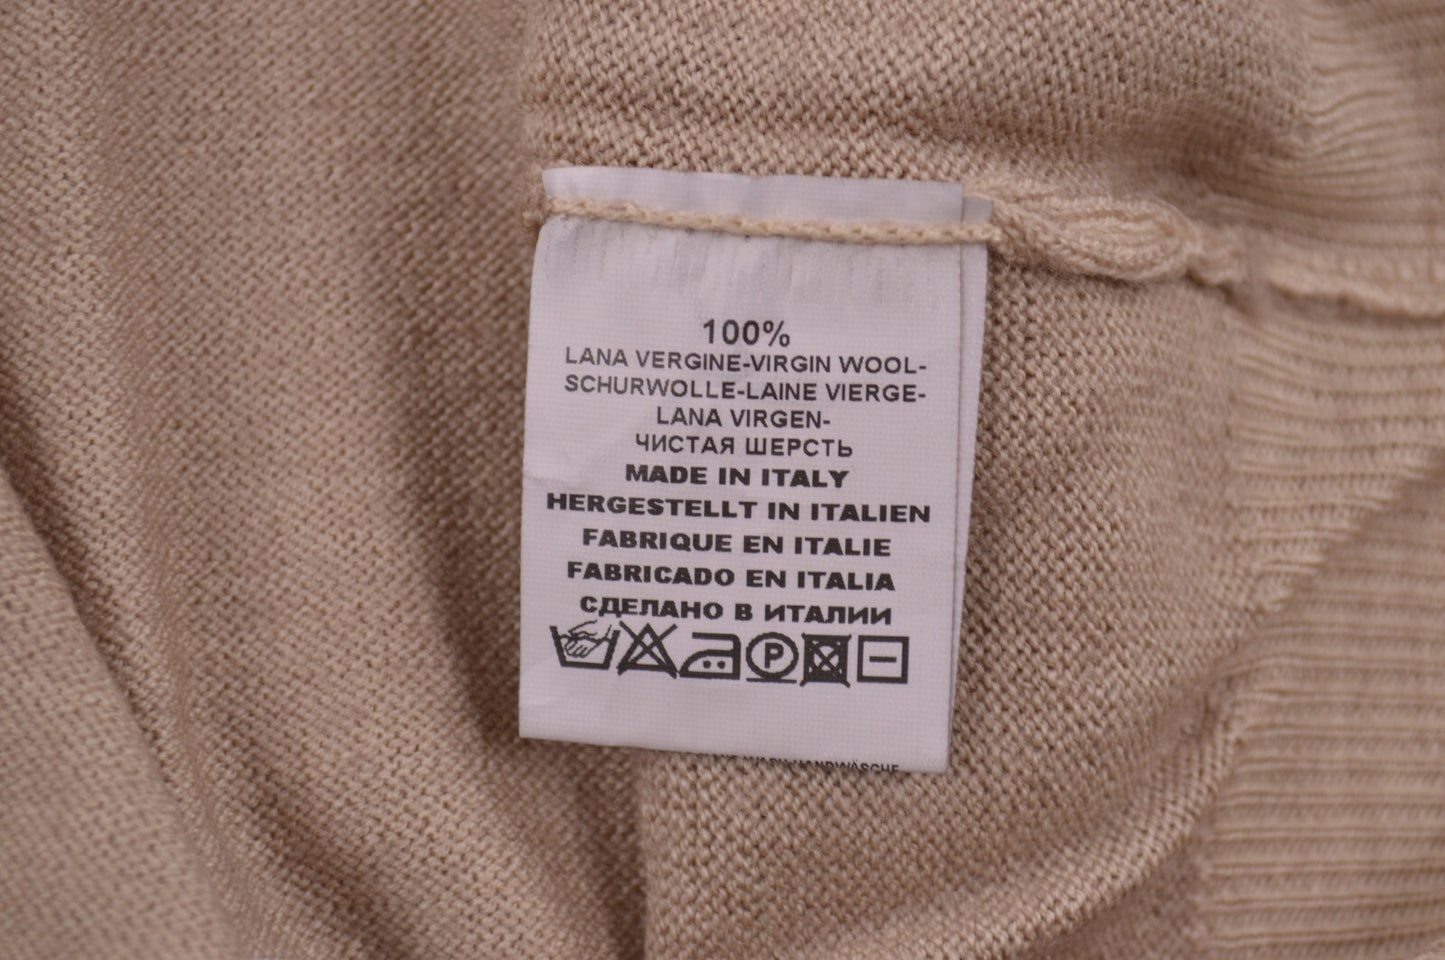 100%
LANA VERGINE-VIRGIN WOOL-
SCHURWOLLE-LAINE VIERGE-
LANA VIRGEN-
ЧИСТАЯ ШЕРСТЬ
MADE IN ITALY
HERGESTELLT IN ITALIEN
FABRIQUE EN ITALIE
FABRICADO EN ITALIA
СДЕЛАНО В ИТАЛИИ
P
HANDWÄSCHE